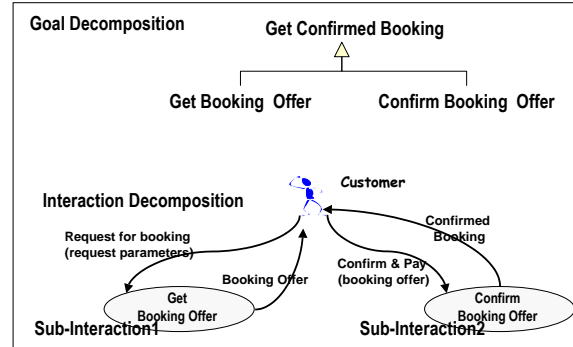 Goal Decomposition
Get Confirmed Booking
Get Booking Offer
Confirm Booking Offer
Interaction Decomposition
Customer
Request for booking
(request parameters)
Booking Offer
Confirm & Pay
(booking offer)
Confirmed
Booking
Get
Booking Offer
Sub-Interaction1
Confirm
Booking Offer
Sub-Interaction2